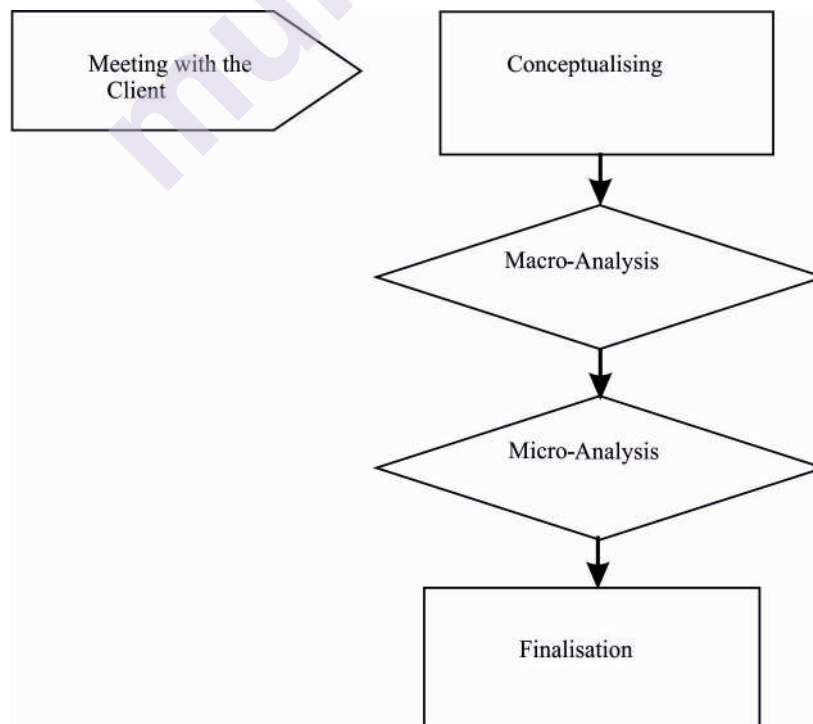 Meeting with the
Client
Conceptualising
Macro-Analysis
Micro-Analysis
Finalisation